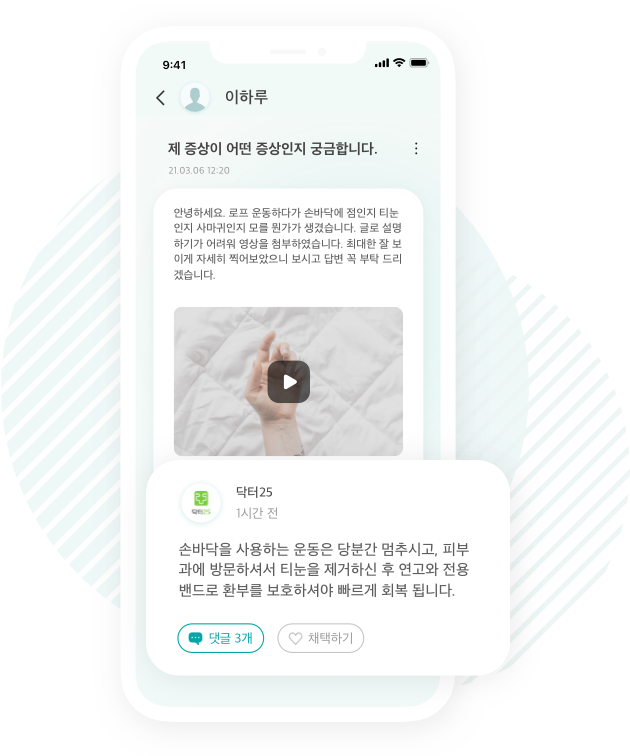 9:41
이하루
제 증상이 어떤 증상인지 궁금합니다.
21.03.06 12:20
안녕하세요. 로프 운동하다가 손바닥에 점인지 티눈
인지 사마귀인지 모를 뭔가가 생겼습니다. 글로 설명
하기가 어려워 영상을 첨부하였습니다. 최대한 잘 보
이게 자세히 찍어보았으니 보시고 답변 꼭 부탁 드리
겠습니다.
닥터25
1시간 전
25
닥터25
손바닥을 사용하는 운동은 당분간 멈추시고, 피부
과에 방문하셔서 티눈을 제거하신 후 연고와 전용
밴드로 환부를 보호하셔야 빠르게 회복 됩니다.
댓글 3개
채택하기